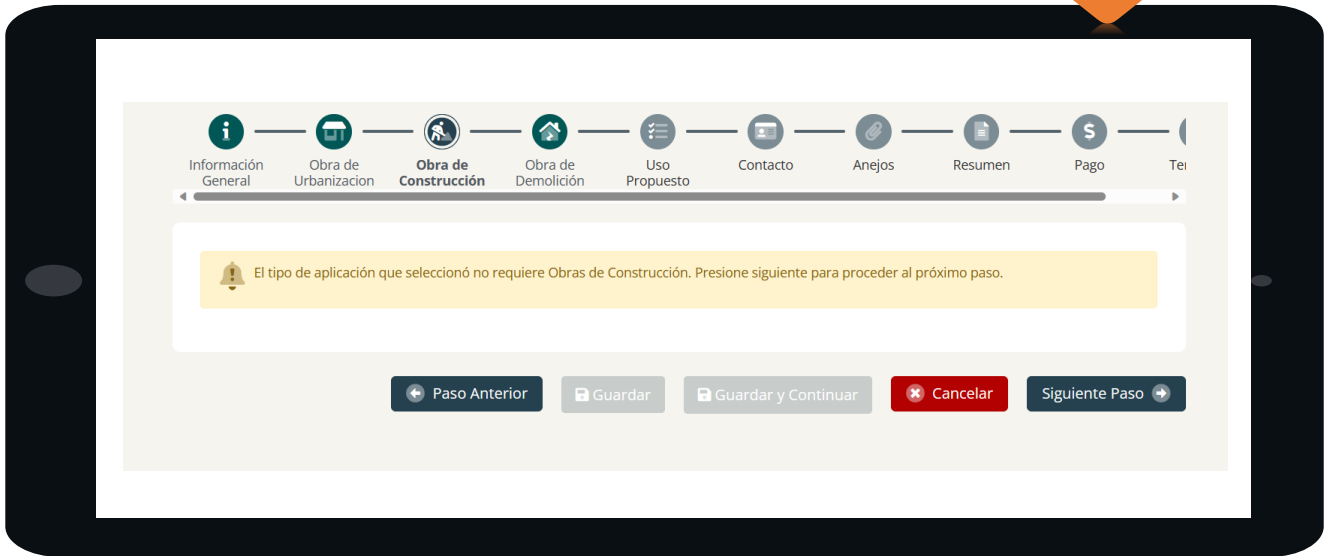 Información General
Obra de Urbanizacion
Obra de Construcción
Obra de Demolición
Uso Propuesto
Contacto
Anejos
Resumen
Pago
El tipo de aplicación que seleccionó no requiere Obras de Construcción. Presione siguiente para proceder al próximo paso.
Paso Anterior
Guardar
Guardar y Continuar
Cancelar
Siguiente Paso